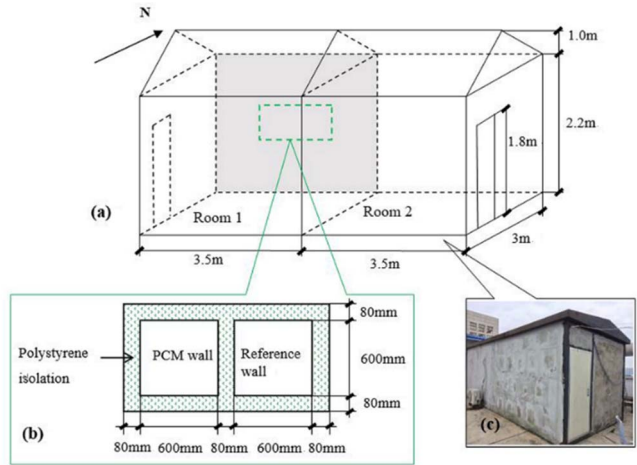 N
1.0m
2.2m
1.8m
(a)
Room 1
Room 2
3m
3.5m
3.5m
80mm
Polystyrene
isolation
PCM wall
Reference
wall
600mm
80mm
(b)
80mm 600mm 80mm 600mm 80mm
(c)